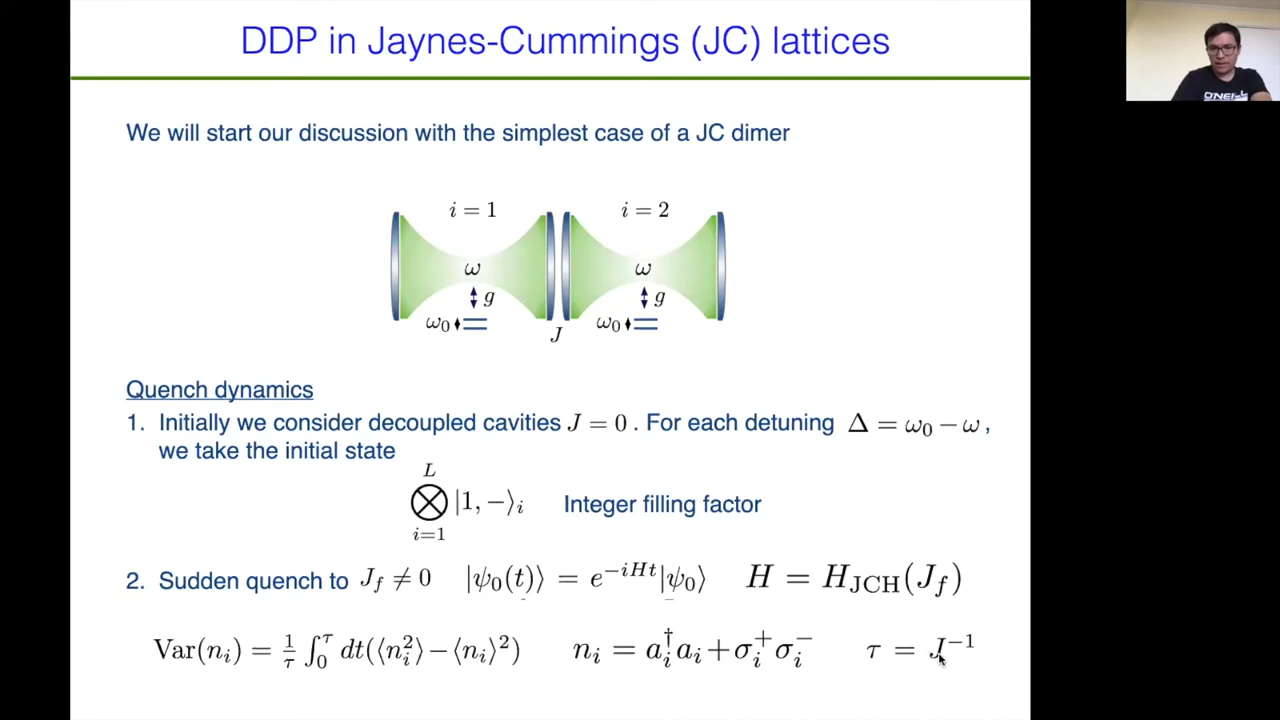 DDP in Jaynes-Cummings (JC) lattices
O'NEILL
We will start our discussion with the simplest case of a JC dimer
i = 1
i = 2
ω
ω
g
g
ω₀
ω₀
J
Quench dynamics
1. Initially we consider decoupled cavities J = 0 . For each detuning Δ = ω₀ − ω ,
we take the initial state
L
⨂ |1, −⟩ᵢ Integer filling factor
i=1
2. Sudden quench to J_f ≠ 0 |ψ₀(t)⟩ = e^{−iHt}|ψ₀⟩ H = H_JCH(J_f)
Var(nᵢ) = 1/τ ∫₀^τ dt(⟨nᵢ²⟩ − ⟨nᵢ⟩²) nᵢ = aᵢ†aᵢ + σᵢ⁺σᵢ⁻ τ = J⁻¹